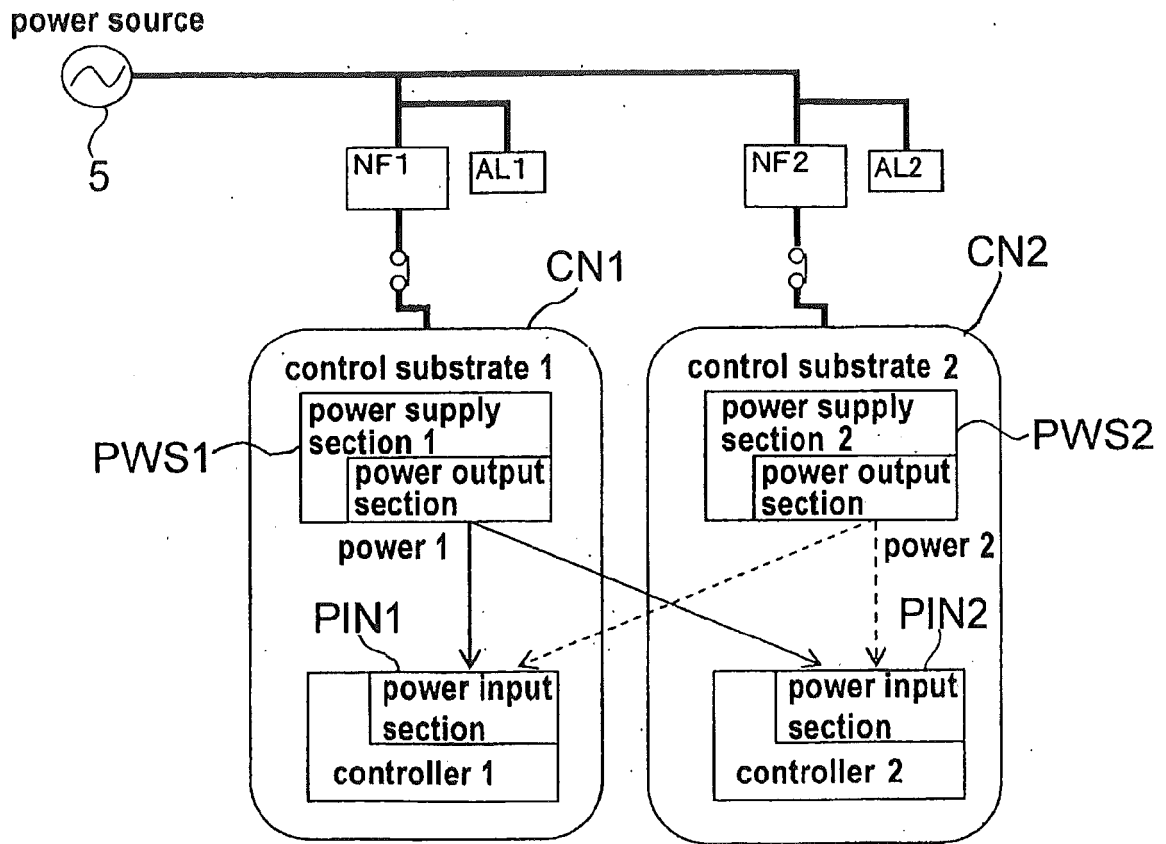 power source
5
NF1
AL1
NF2
AL2
CN1
CN2
control substrate 1
power supply
section 1
power output
section
PWS1
power 1
PIN1
power input
section
controller 1
control substrate 2
power supply
section 2
power output
section
PWS2
power 2
PIN2
power input
section
controller 2